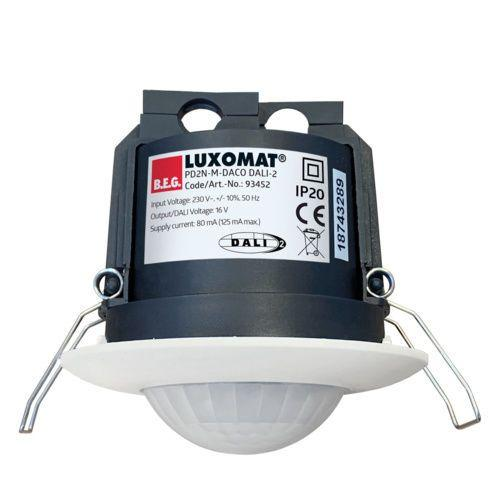 B.E.G.
LUXOMAT®
PD2N-M-DACO DALI-2
Code/Art.-No.: 93452
Input Voltage: 230 V~, +/- 10%, 50 Hz
Output/DALI Voltage: 16 V
Supply current: 80 mA (125 mA max.)
DALI 2
IP20
CE
18743289